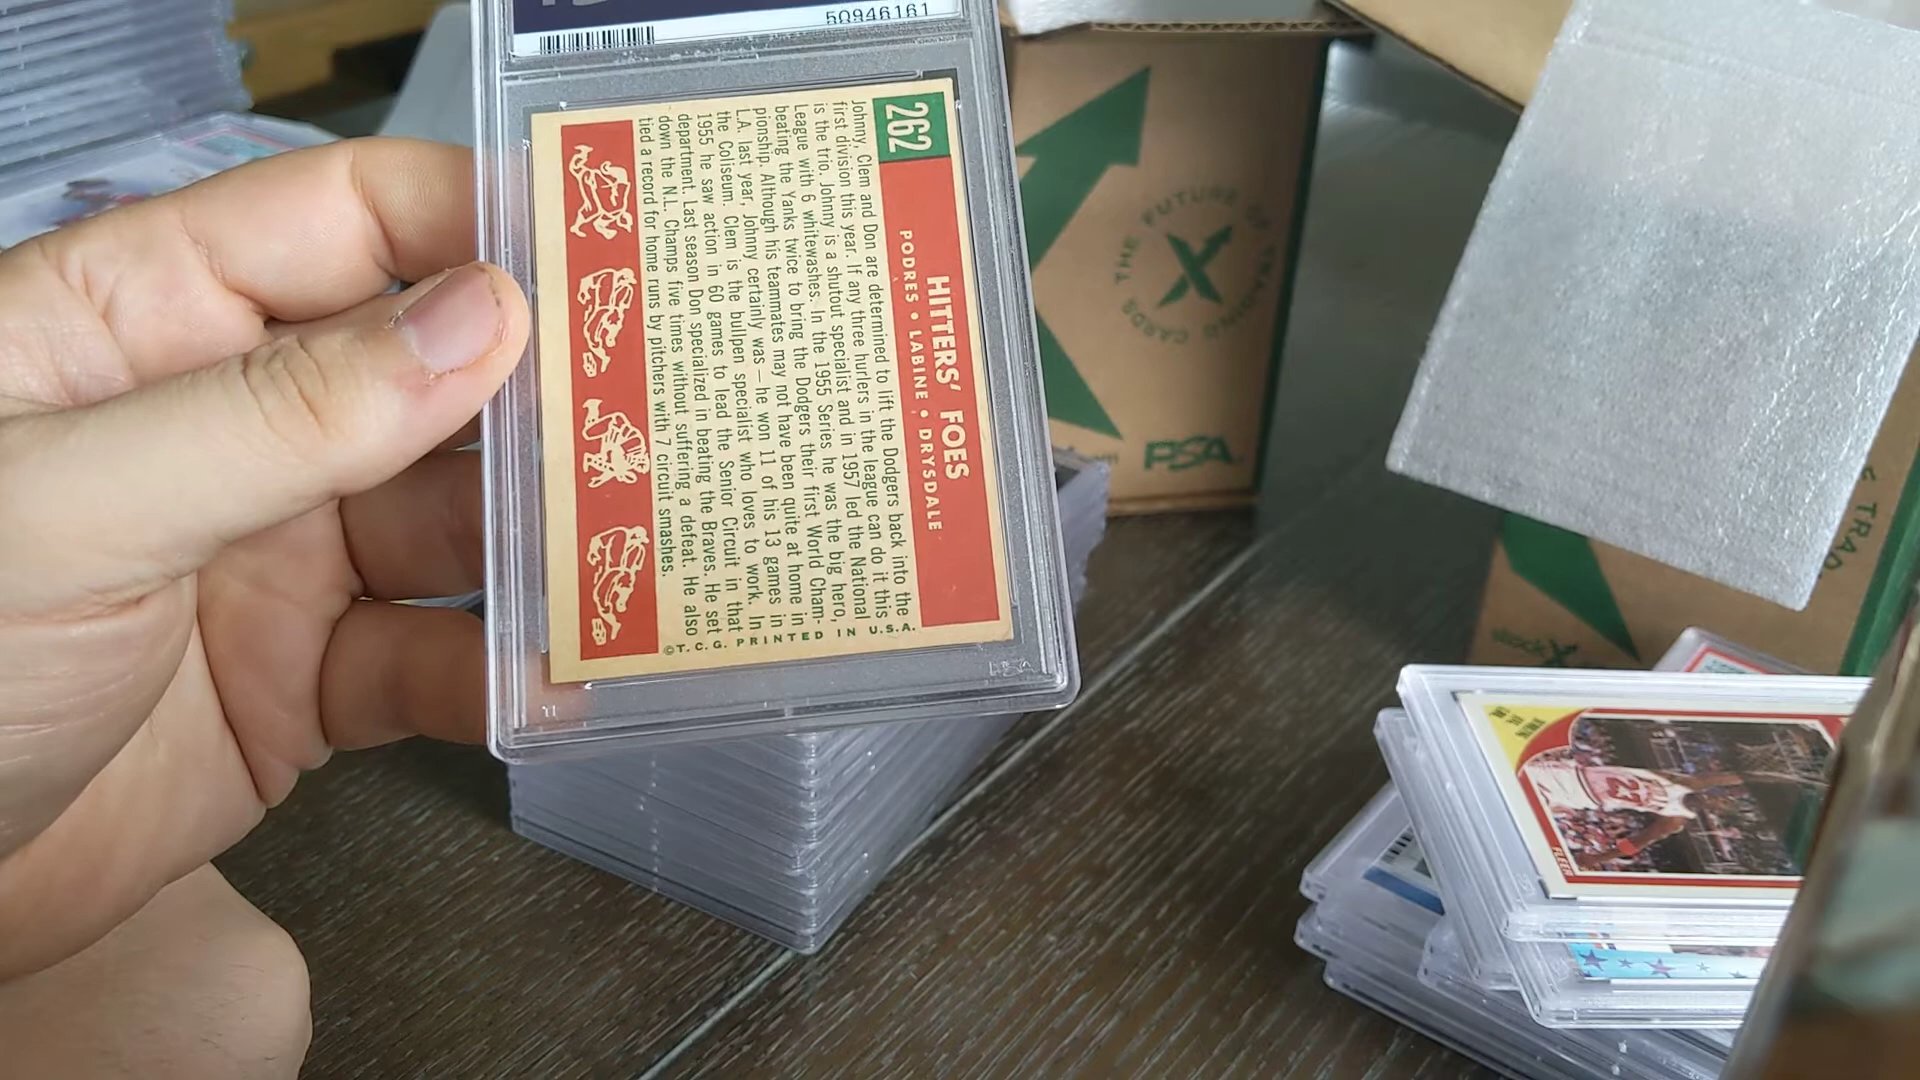 50946161
262
HITTERS' FOES
PODRES • LABINE • DRYSDALE
Johnny, Clem and Don are determined to lift the Dodgers back into the
first division this year. If any three hurlers in the league can do it this
is the trio. Johnny is a shutout specialist and in 1957 led the National
League with 6 whitewashes. In the 1955 Series he was the big hero,
beating the Yanks twice to bring the Dodgers their first World Cham-
pionship. Although his teammates may not have been quite at home in
L.A. last year, Johnny certainly was — he won 11 of his 13 games in
the Coliseum. Clem is the bullpen specialist who loves to work. In
1955 he saw action in 60 games to lead the Senior Circuit in that
department. Last season Don specialized in beating the Braves. He set
down the N.L. Champs five times without suffering a defeat. He also
tied a record for home runs by pitchers with 7 circuit smashes.
©T. C. G. PRINTED IN U.S.A.
THE FUTURE OF TRADING CARDS
PSA
stockX
FLEER
23